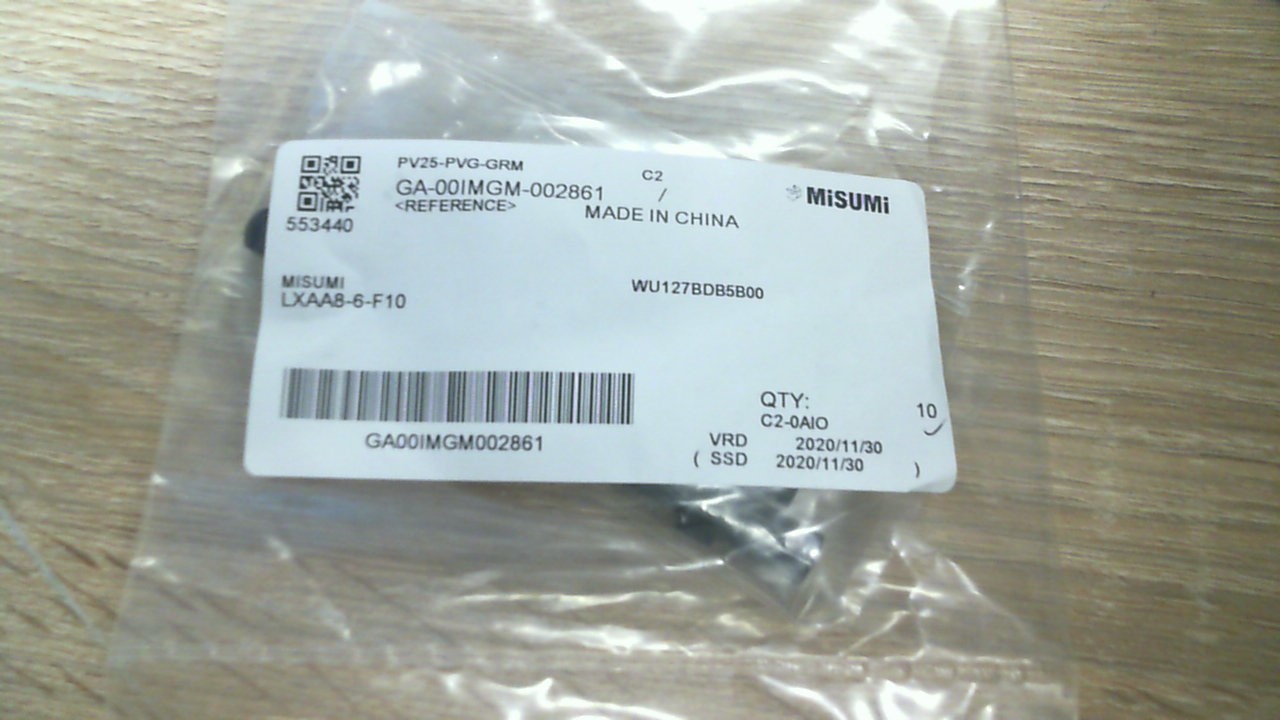 PV25-PVG-GRM
C2
GA-00IMGM-002861 /
<REFERENCE>
MADE IN CHINA
MiSUMi
553440
MISUMI
LXAA8-6-F10
WU127BDB5B00
GA00IMGM002861
QTY: 10
C2-0AIO
VRD 2020/11/30
( SSD 2020/11/30 )